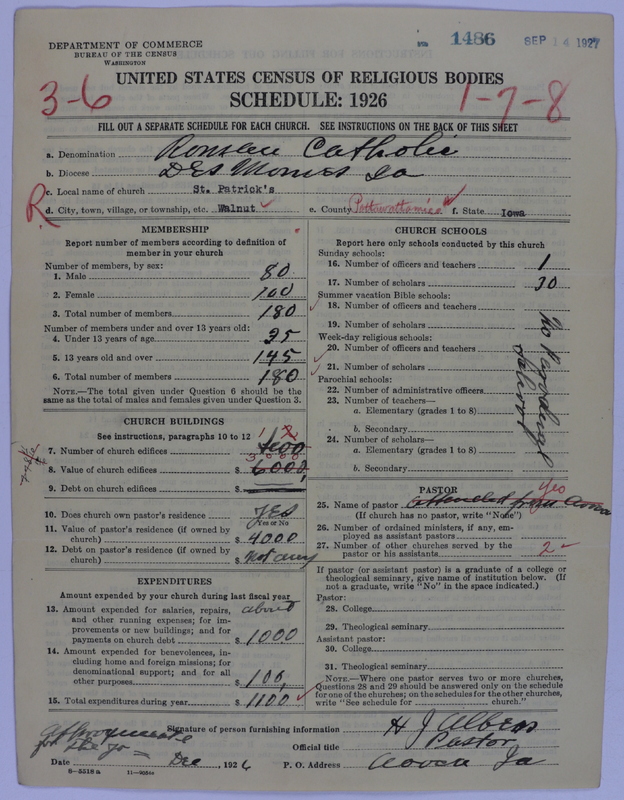 DEPARTMENT OF COMMERCE
BUREAU OF THE CENSUS
WASHINGTON
1486 SEP 14 1927
UNITED STATES CENSUS OF RELIGIOUS BODIES
SCHEDULE: 1926
3-6
1-7-8
FILL OUT A SEPARATE SCHEDULE FOR EACH CHURCH. SEE INSTRUCTIONS ON THE BACK OF THIS SHEET
a. Denomination Roman Catholic
b. Diocese Des Moines Ia
c. Local name of church St. Patrick's
R
d. City, town, village, or township, etc. Walnut e. County Pottawattamie f. State Iowa
MEMBERSHIP
Report number of members according to definition of
member in your church
Number of members, by sex:
1. Male 80
2. Female 100
3. Total number of members 180
Number of members under and over 13 years old:
4. Under 13 years of age 35
5. 13 years old and over 145
6. Total number of members 180
NOTE.—The total given under Question 6 should be
same as the total of males and females given under Question 3.
CHURCH BUILDINGS
See instructions, paragraphs 10 to 12
7. Number of church edifices 1
8. Value of church edifices $ 6000
9. Debt on church edifices $
10. Does church own pastor's residence yes
Yes or No
11. Value of pastor's residence (if owned by
church) $ 4000
12. Debt on pastor's residence (if owned by
church) $ not any
EXPENDITURES
Amount expended by your church during last fiscal year
13. Amount expended for salaries, repairs, about
and other running expenses; for im-
provements or new buildings; and for
payments on church debt $ 1000
14. Amount expended for benevolences, in-
cluding home and foreign missions; for
denominational support; and for all
other purposes $ 100,
15. Total expenditures during year $ 1100
CHURCH SCHOOLS
Report here only schools conducted by this church
Sunday schools:
16. Number of officers and teachers 1
17. Number of scholars 30
Summer vacation Bible schools:
18. Number of officers and teachers
19. Number of scholars
Week-day religious schools:
20. Number of officers and teachers
21. Number of scholars
Parochial schools:
22. Number of administrative officers
23. Number of teachers—
a. Elementary (grades 1 to 8)
b. Secondary
24. Number of scholars—
a. Elementary (grades 1 to 8)
b. Secondary
No
school
PASTOR
yes
25. Name of pastor attended from Avoca
(If church has no pastor, write "None")
26. Number of ordained ministers, if any, em-
ployed as assistant pastors
27. Number of other churches served by the
pastor or his assistants 2
If pastor (or assistant pastor) is a graduate of a college or
theological seminary, give name of institution below. (If
not a graduate, write "No" in the space indicated.)
Pastor:
28. College
29. Theological seminary
Assistant pastor:
30. College
31. Theological seminary
NOTE.—Where one pastor serves two or more churches,
Questions 28 and 29 should be answered only on the schedule
for one of the churches; on the schedules for the other churches,
write "See schedule for church."
Signature of person furnishing information H J Albers
Official title Pastor
Date Dec, 1926 P. O. Address Avoca Ia
8-5518 a 11-9054